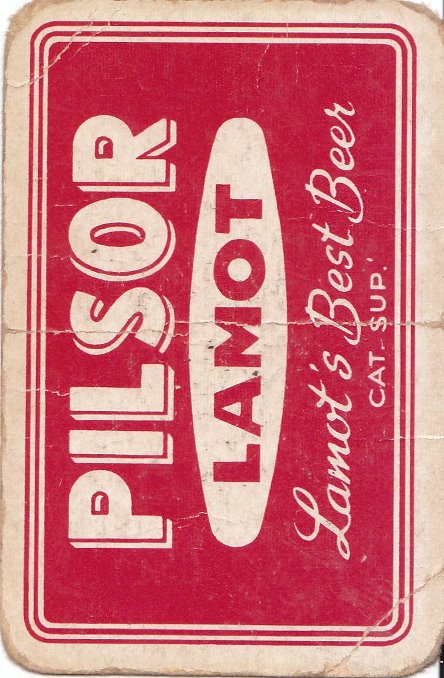 PILSOR
LAMOT
Lamot's Best Beer
CAT. SUP.